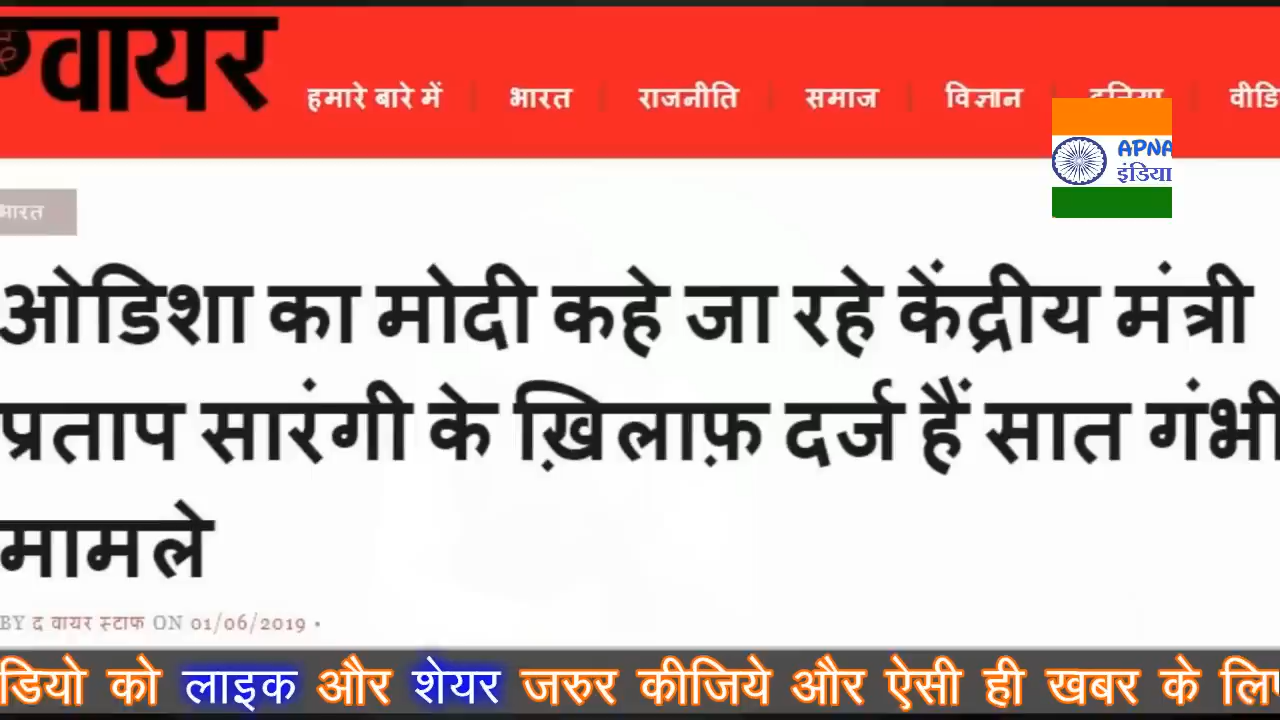 वायर
हमारे बारे में भारत राजनीति समाज विज्ञान दुनिया
APNA
इंडिया
भारत
ओडिशा का मोदी कहे जा रहे केंद्रीय मंत्री
प्रताप सारंगी के ख़िलाफ़ दर्ज हैं सात
मामले
BY द वायर स्टाफ ON 01/06/2019 •
को लाइक और शेयर जरुर कीजिये और ऐसी ही खबर के